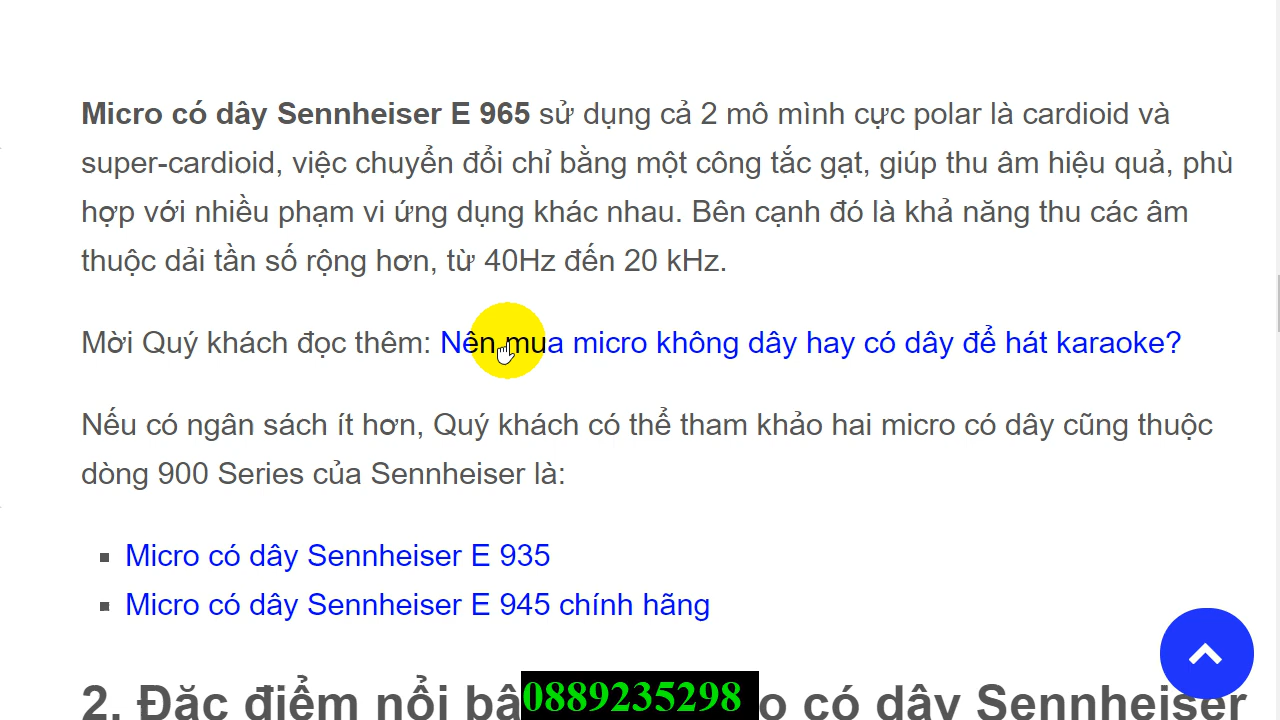 Micro có dây Sennheiser E 965 sử dụng cả 2 mô mình cực polar là cardioid và
super-cardioid, việc chuyển đổi chỉ bằng một công tắc gạt, giúp thu âm hiệu quả, phù
hợp với nhiều phạm vi ứng dụng khác nhau. Bên cạnh đó là khả năng thu các âm
thuộc dải tần số rộng hơn, từ 40Hz đến 20 kHz.
Mời Quý khách đọc thêm: Nên mua micro không dây hay có dây để hát karaoke?
Nếu có ngân sách ít hơn, Quý khách có thể tham khảo hai micro có dây cũng thuộc
dòng 900 Series của Sennheiser là:
Micro có dây Sennheiser E 935
Micro có dây Sennheiser E 945 chính hãng
2. Đặc điểm nổi 0889235298 có dây Sennheiser